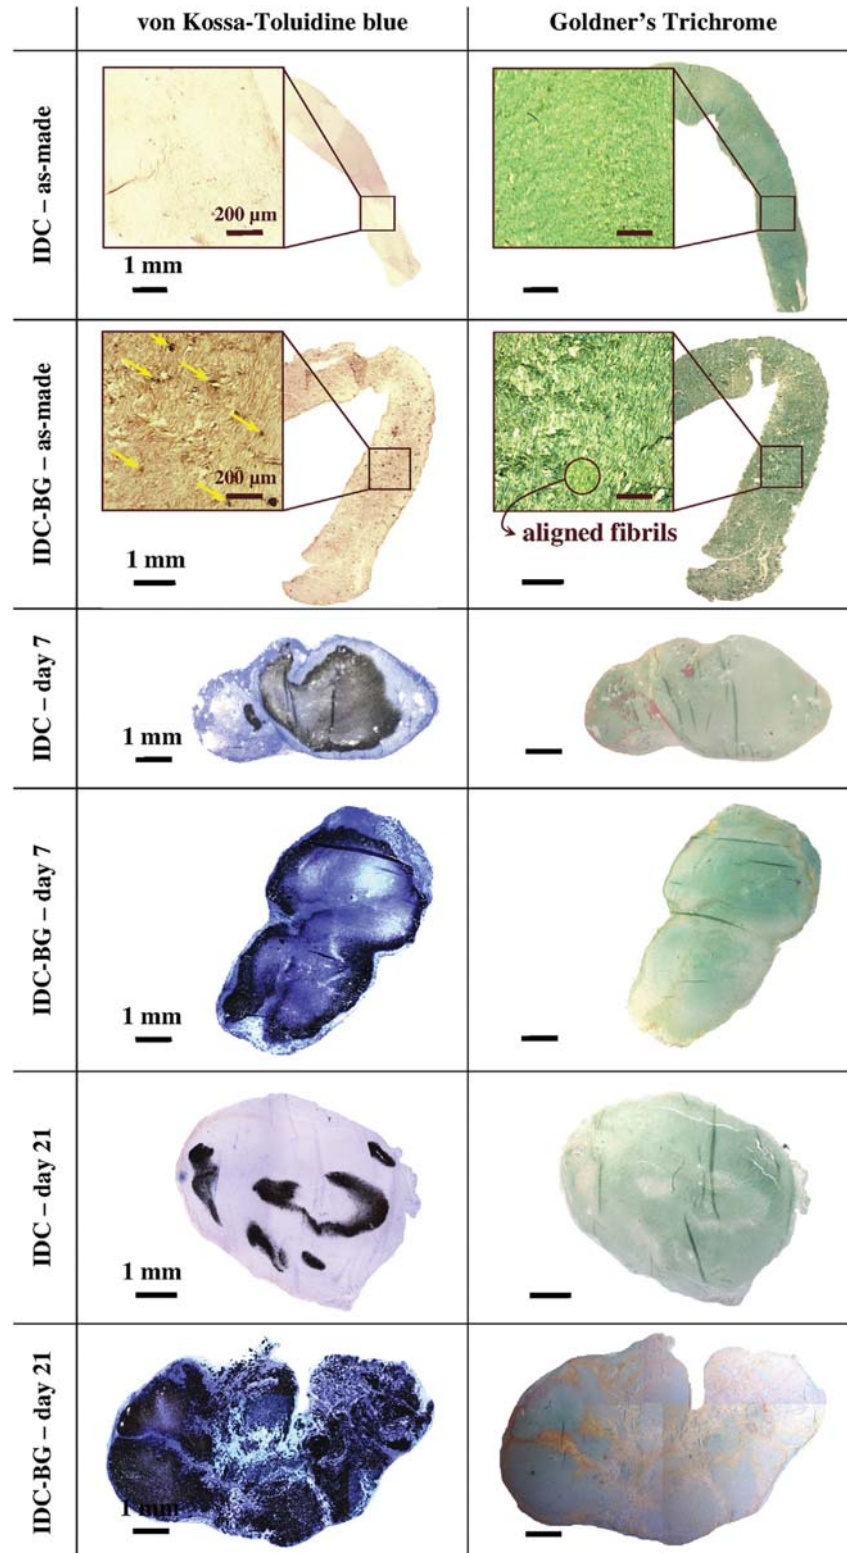 von Kossa-Toluidine blue
Goldner's Trichrome
IDC – as-made
200 µm
1 mm
IDC-BG – as-made
200 µm
1 mm
aligned fibrils
IDC – day 7
1 mm
IDC-BG – day 7
1 mm
IDC – day 21
1 mm
IDC-BG – day 21
1 mm